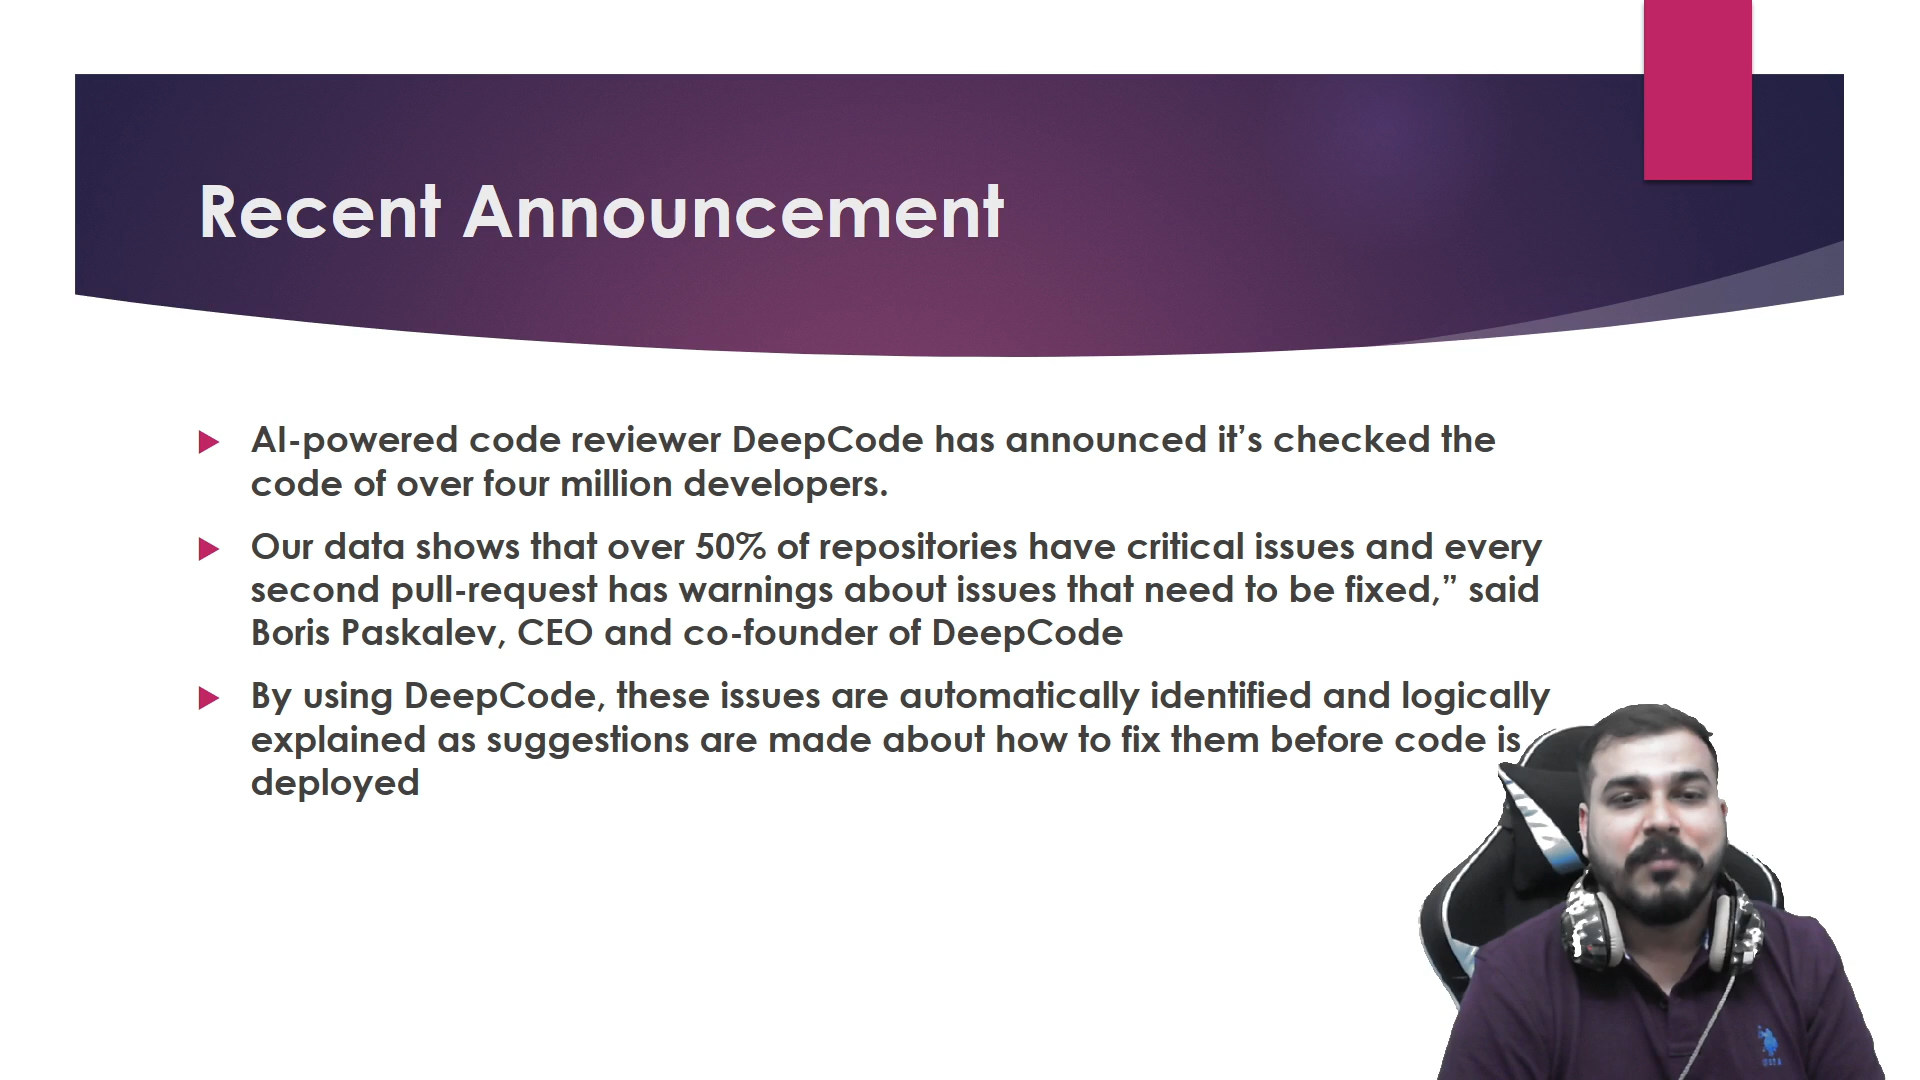 Recent Announcement
AI-powered code reviewer DeepCode has announced it’s checked the
code of over four million developers.
Our data shows that over 50% of repositories have critical issues and every
second pull-request has warnings about issues that need to be fixed,” said
Boris Paskalev, CEO and co-founder of DeepCode
By using DeepCode, these issues are automatically identified and logically
explained as suggestions are made about how to fix them before code is
deployed